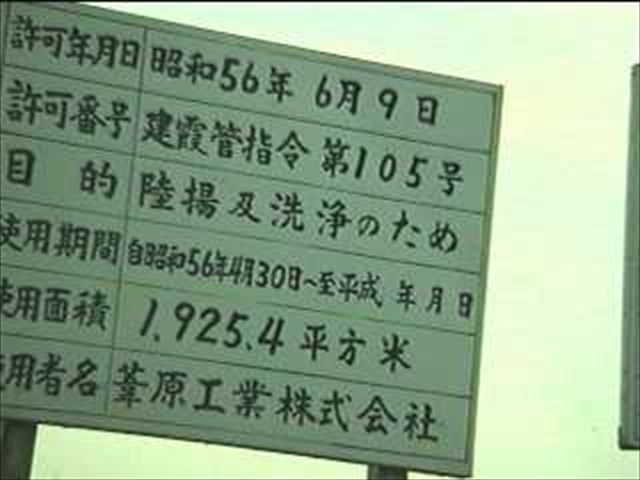 許可年月日 昭和56年 6月 9日
許可番号 建霞管指令 第105号
目的 陸揚及洗浄のため
使用期間 自昭和56年4月30日~至平成 年月日
使用面積 1,925.4 平方米
使用者名 葦原工業株式会社